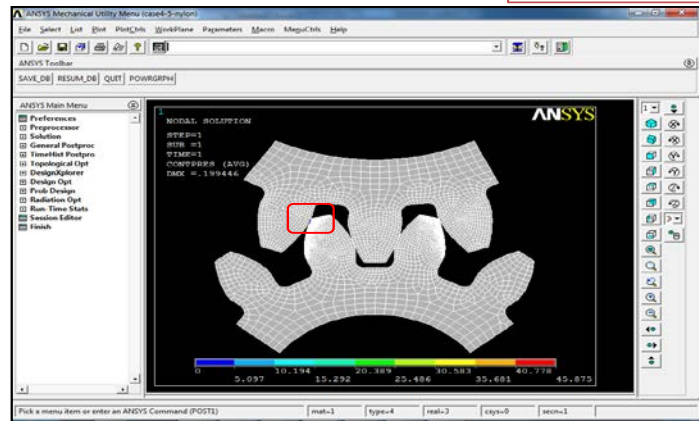 ANSYS Mechanical Utility Menu (case4-5-nylon)
File Select List Plot PlotCtrls WorkPlane Parameters Macro MenuCtrls Help
ANSYS Toolbar
SAVE_DB RESUM_DB QUIT POWRGRPH
ANSYS Main Menu
Preferences
Preprocessor
Solution
General Postproc
TimeHist Postpro
Topological Opt
DesignXplorer
Design Opt
Prob Design
Radiation Opt
Run-Time Stats
Session Editor
Finish
1
NODAL SOLUTION
STEP=1
SUB =1
TIME=1
CONTPRES (AVG)
DMX =.199446
ANSYS
0 10.194 20.389 30.583 40.778
5.097 15.292 25.486 35.681 45.875
1
3
Pick a menu item or enter an ANSYS Command (POST1) mat=1 type=4 real=3 csys=0 secn=1